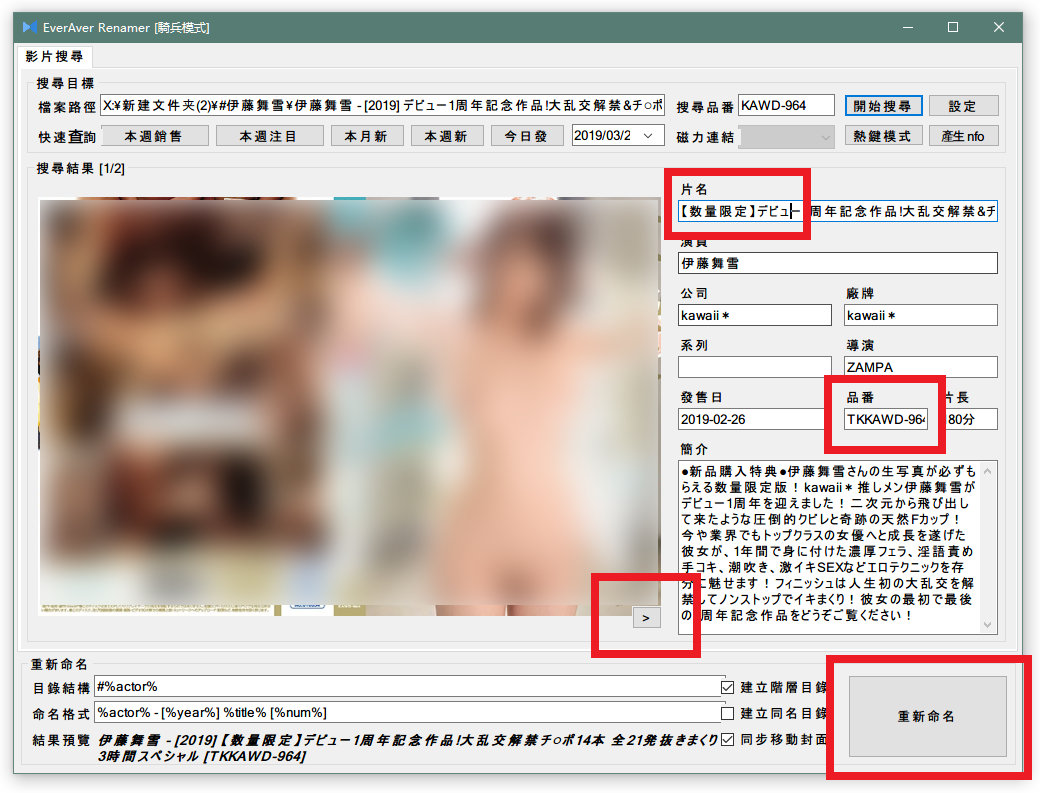 EverAver Renamer [騎兵模式]
影片搜尋
搜尋目標
檔案路徑 X:¥新建文件夹(2)¥#伊藤舞雪¥伊藤舞雪 - [2019] デビュー1周年記念作品!大乱交解禁&チ○ポ 搜尋品番 KAWD-964 開始搜尋 設定
快速查詢 本週銷售 本週注目 本月新 本週新 今日發 2019/03/2 磁力連結 熱鍵模式 產生nfo
搜尋結果 [1/2]
片名
【数量限定】デビュー 周年記念作品!大乱交解禁&チ
演員
伊藤舞雪
公司 廠牌
kawaii* kawaii*
系列 導演
ZAMPA
發售日 品番 片長
2019-02-26 TKKAWD-964 180分
簡介
●新品購入特典●伊藤舞雪さんの生写真が必ずも
らえる数量限定版！kawaii*推しメン伊藤舞雪が
デビュー1周年を迎えました！二次元から飛び出し
て来たような圧倒的クビレと奇跡の天然Fカップ！
今や業界でもトップクラスの女優へと成長を遂げた
彼女が、1年間で身に付けた濃厚フェラ、淫語責め
手コキ、潮吹き、激イキSEXなどエロテクニックを存
分に魅せます！フィニッシュは人生初の大乱交を解
禁してノンストップでイキまくり！彼女の最初で最後
の 周年記念作品をどうぞご覧ください！
>
重新命名
目錄結構 #%actor% 建立階層目錄
命名格式 %actor% - [%year%] %title% [%num%] 建立同名目錄
結果預覽 伊藤舞雪 - [2019] 【数量限定】デビュー1周年記念作品!大乱交解禁チ○ポ14本 全21発抜きまくり 同步移動封面
3時間スペシャル [TKKAWD-964]
重新命名